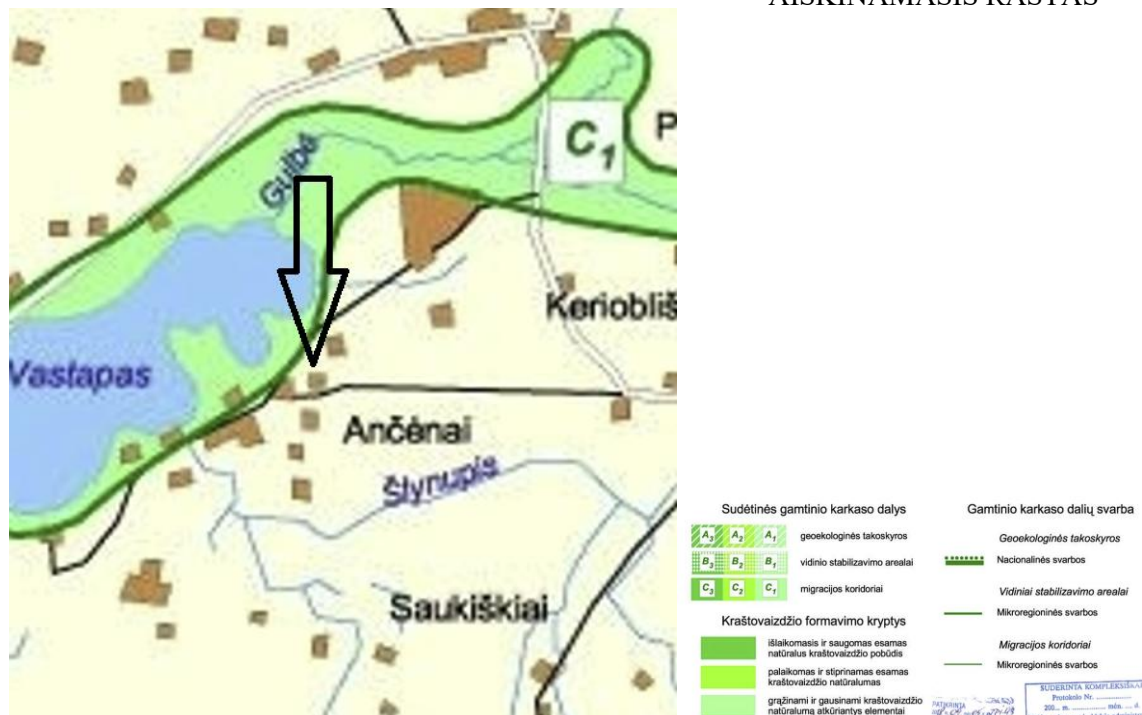 AIŠKINAMASIS RAŠTAS
Gulbė
C1
P
Keriobliš
Vastapas
Ančėnai
Šlynupis
Saukiškiai
Sudėtinės gamtinio karkaso dalys
A3 A2 A1 geoekologinės takoskyros
B3 B2 B1 vidinio stabilizavimo arealai
C3 C2 C1 migracijos koridoriai
Kraštovaizdžio formavimo kryptys
išlaikomasis ir saugomas esamas
natūralus kraštovaizdžio pobūdis
palaikomas ir stiprinamas esamas
kraštovaizdžio natūralumas
grąžinami ir gausinami kraštovaizdžio
natūralumą atkūriantys elementai
Gamtinio karkaso dalių svarba
Geoekologinės takoskyros
Nacionalinės svarbos
Vidiniai stabilizavimo arealai
Mikroregioninės svarbos
Migracijos koridoriai
Mikroregioninės svarbos
SUDERINTA KOMPLEKSIŠKAI
Protokolo Nr.
200... m. mėn. d